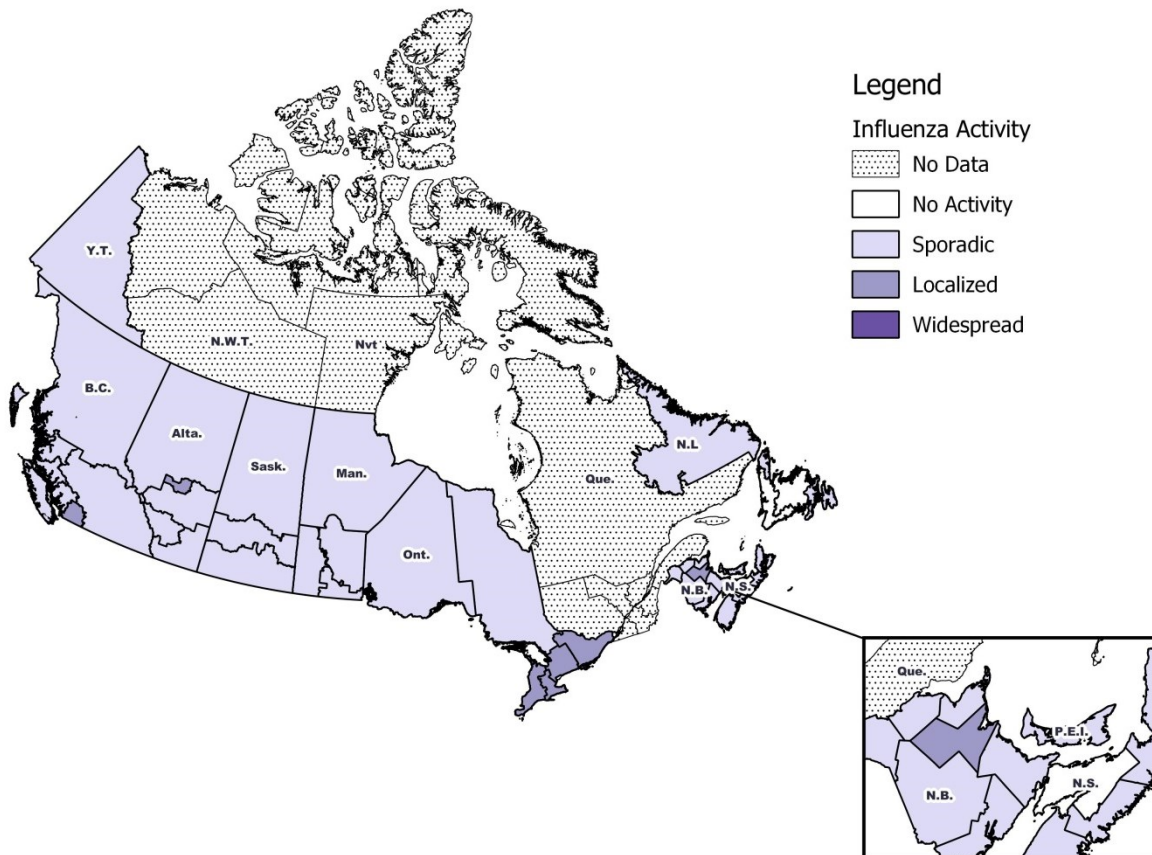 Legend
Influenza Activity
No Data
No Activity
Sporadic
Localized
Widespread
Y.T.
N.W.T.
Nvt
B.C.
Alta.
Sask.
Man.
Ont.
Que.
N.L
N.B.
N.S.
Que.
P.E.I.
N.S.
N.B.